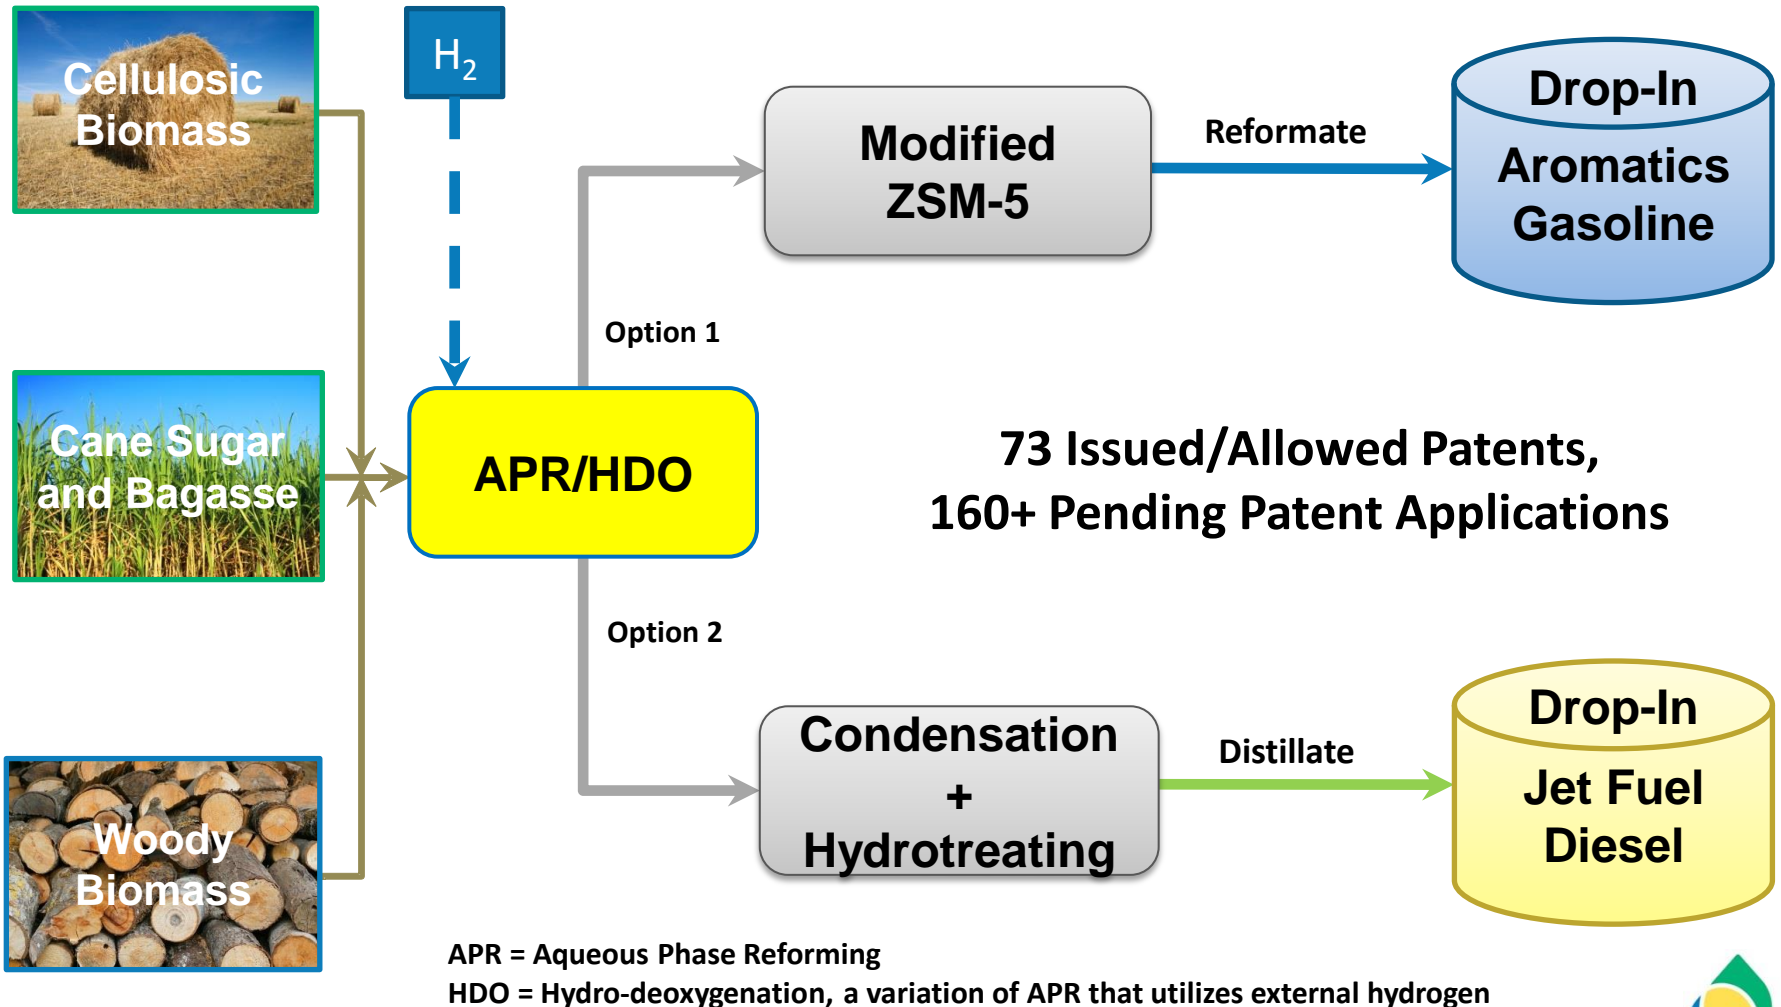 Cellulosic
Biomass
H2
Modified
ZSM-5
Reformate
Drop-In
Aromatics
Gasoline
Option 1
Cane Sugar
and Bagasse
APR/HDO
73 Issued/Allowed Patents,
160+ Pending Patent Applications
Option 2
Woody
Biomass
Condensation
+
Hydrotreating
Distillate
Drop-In
Jet Fuel
Diesel
APR = Aqueous Phase Reforming
HDO = Hydro-deoxygenation, a variation of APR that utilizes external hydrogen